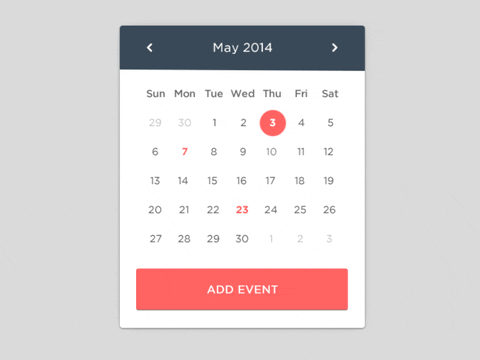 May 2014
Sun Mon Tue Wed Thu Fri Sat
29 30 1 2 3 4 5
6 7 8 9 10 11 12
13 14 15 16 17 18 19
20 21 22 23 24 25 26
27 28 29 30 1 2 3
ADD EVENT